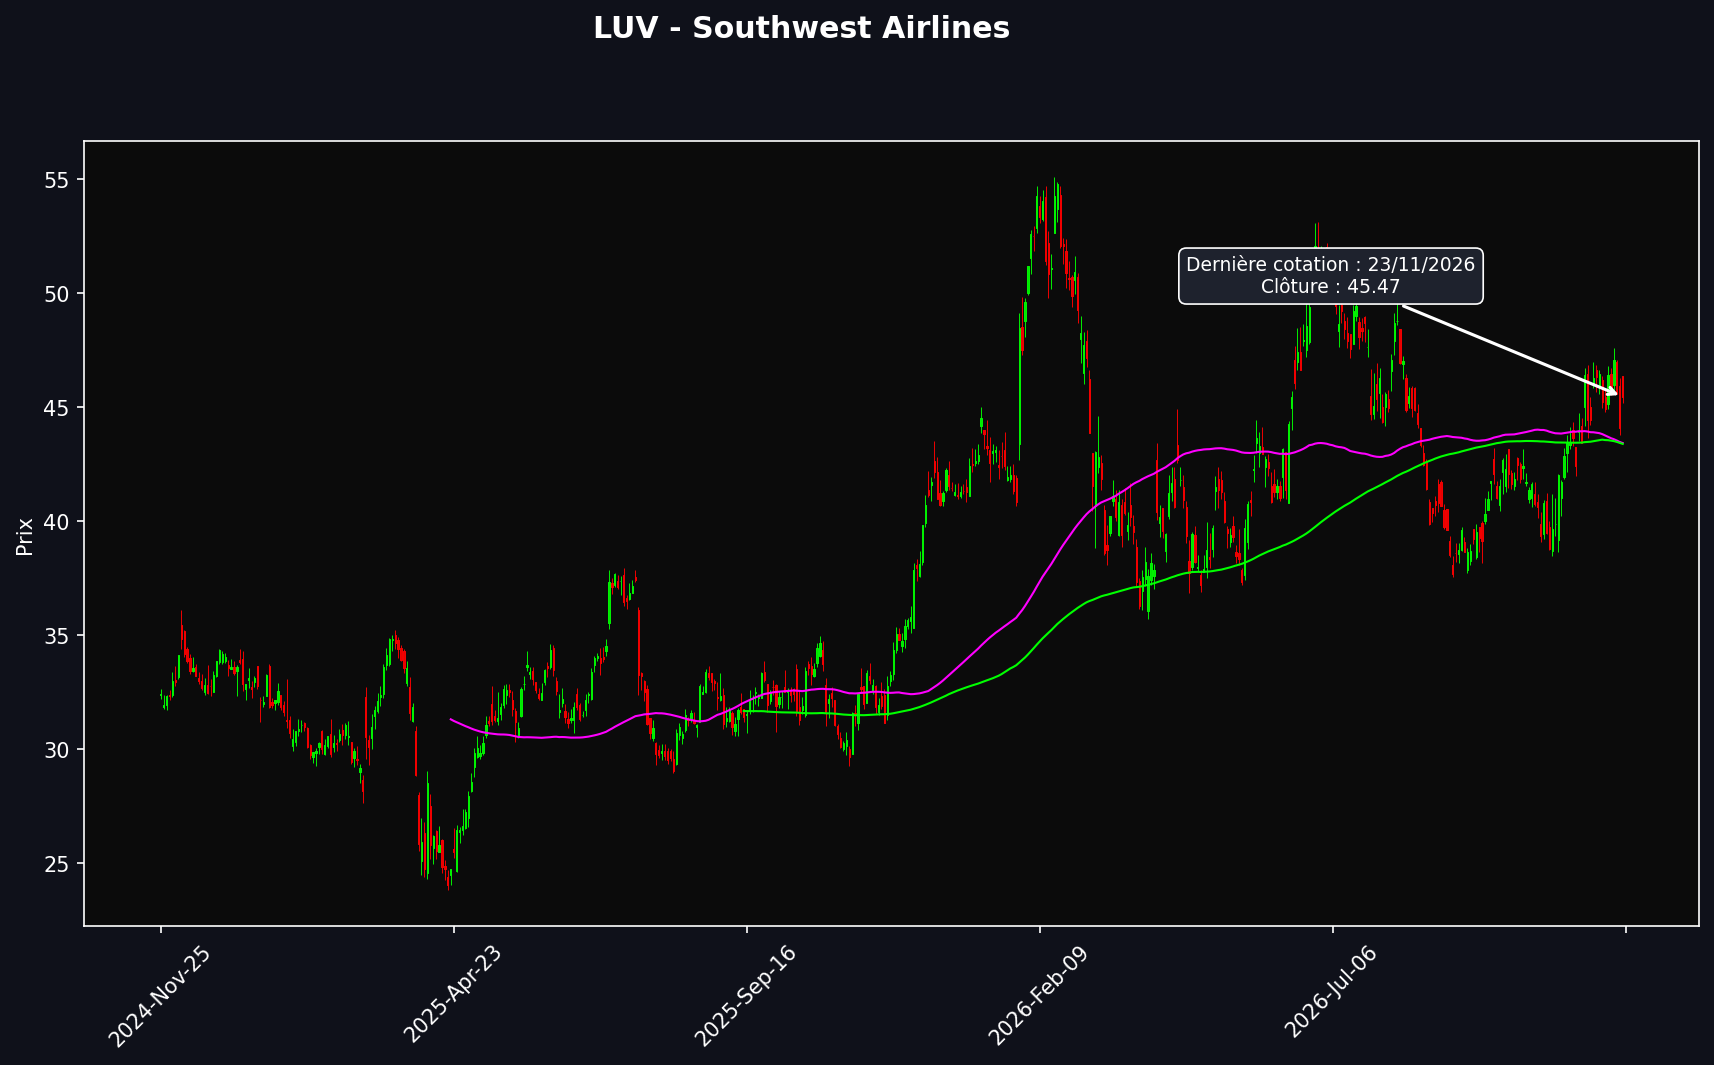 LUV - Southwest Airlines
55
50
45
40
35
30
25
Prix
Dernière cotation : 23/11/2026
Clôture : 45.47
2024-Nov-25
2025-Apr-23
2025-Sep-16
2026-Feb-09
2026-Jul-06